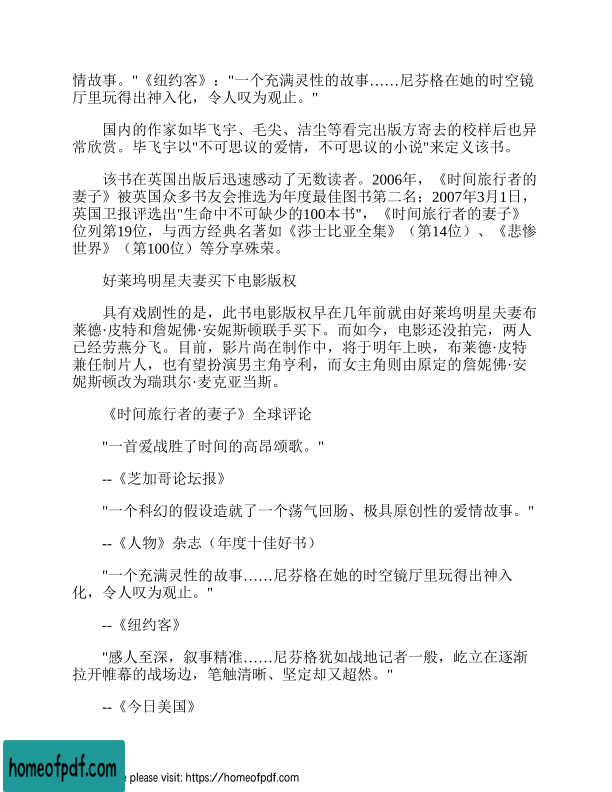 情故事。"《纽约客》："一个充满灵性的故事……尼芬格在她的时空镜
厅里玩得出神入化，令人叹为观止。"
国内的作家如毕飞宇、毛尖、洁尘等看完出版方寄去的校样后也异
常欣赏。毕飞宇以"不可思议的爱情，不可思议的小说"来定义该书。
该书在英国出版后迅速感动了无数读者。2006年，《时间旅行者的
妻子》被英国众多书友会推选为年度最佳图书第二名；2007年3月1日，
英国卫报评选出"生命中不可缺少的100本书"，《时间旅行者的妻子》
位列第19位，与西方经典名著如《莎士比亚全集》（第14位）、《悲惨
世界》（第100位）等分享殊荣。
好莱坞明星夫妻买下电影版权
具有戏剧性的是，此书电影版权早在几年前就由好莱坞明星夫妻布
莱德·皮特和詹妮佛·安妮斯顿联手买下。而如今，电影还没拍完，两人
已经劳燕分飞。目前，影片尚在制作中，将于明年上映，布莱德·皮特
兼任制片人，也有望扮演男主角亨利，而女主角则由原定的詹妮佛·安
妮斯顿改为瑞琪尔·麦克亚当斯。
《时间旅行者的妻子》全球评论
"一首爱战胜了时间的高昂颂歌。"
--《芝加哥论坛报》
"一个科幻的假设造就了一个荡气回肠、极具原创性的爱情故事。"
--《人物》杂志（年度十佳好书）
"一个充满灵性的故事……尼芬格在她的时空镜厅里玩得出神入
化，令人叹为观止。"
--《纽约客》
"感人至深，叙事精准……尼芬格犹如战地记者一般，屹立在逐渐
拉开帷幕的战场边，笔触清晰、坚定却又超然。"
--《今日美国》
homeofpdf.com
please visit: https://homeofpdf.com